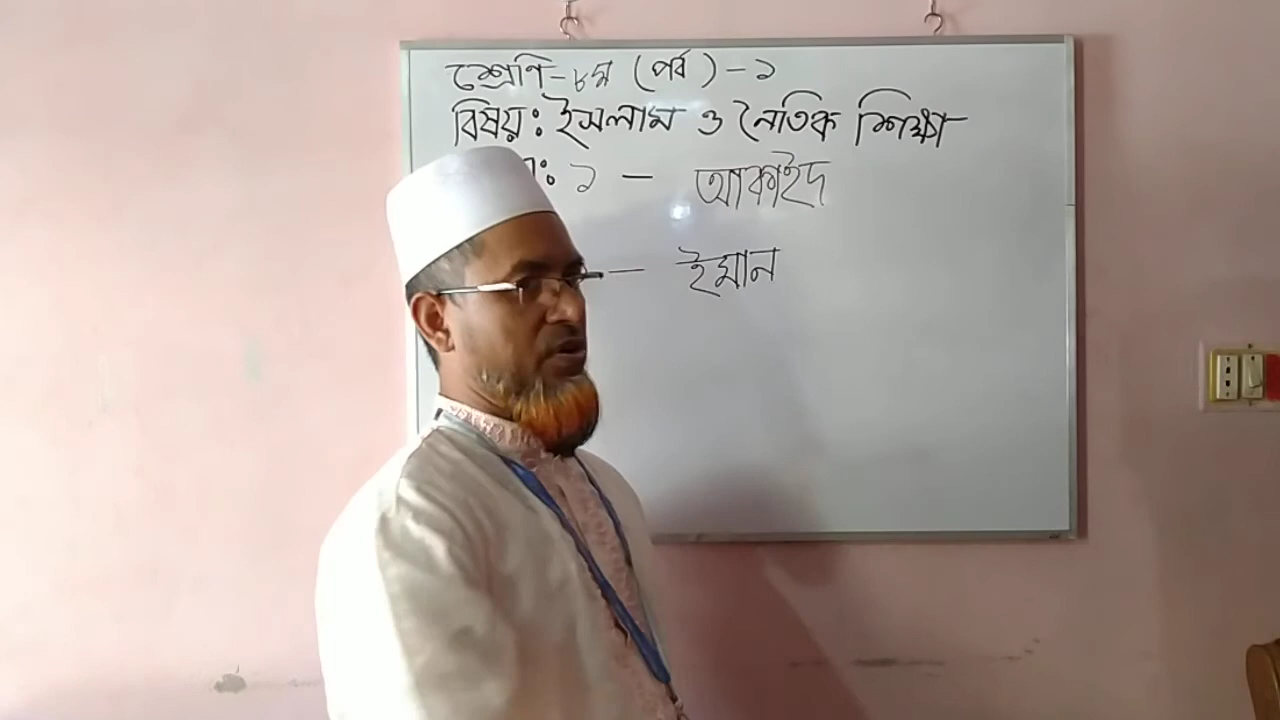 শ্রেণি-৮ম (পর্ব)-১
বিষয়ঃ ইসলাম ও নৈতিক শিক্ষা
ঃ ১ – আকাইদ
– ইমান